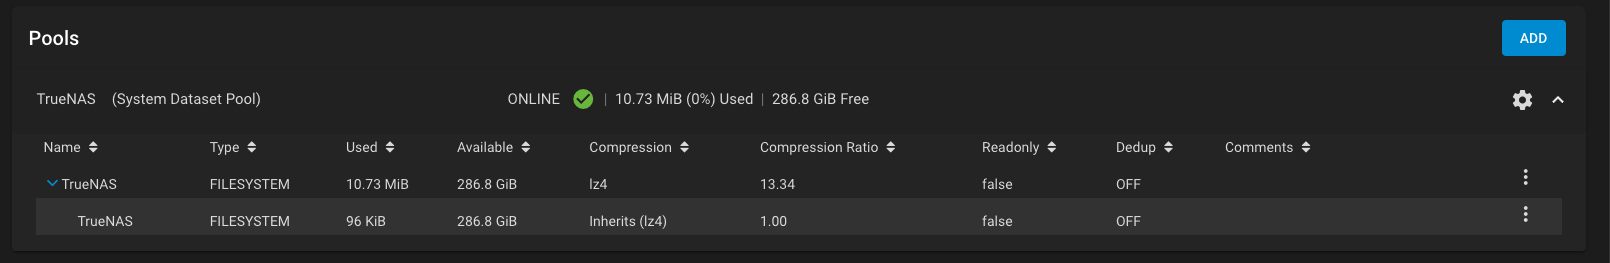 Pools
ADD
TrueNAS (System Dataset Pool) ONLINE | 10.73 MiB (0%) Used | 286.8 GiB Free
Name Type Used Available Compression Compression Ratio Readonly Dedup Comments
TrueNAS FILESYSTEM 10.73 MiB 286.8 GiB lz4 13.34 false OFF
TrueNAS FILESYSTEM 96 KiB 286.8 GiB Inherits (lz4) 1.00 false OFF